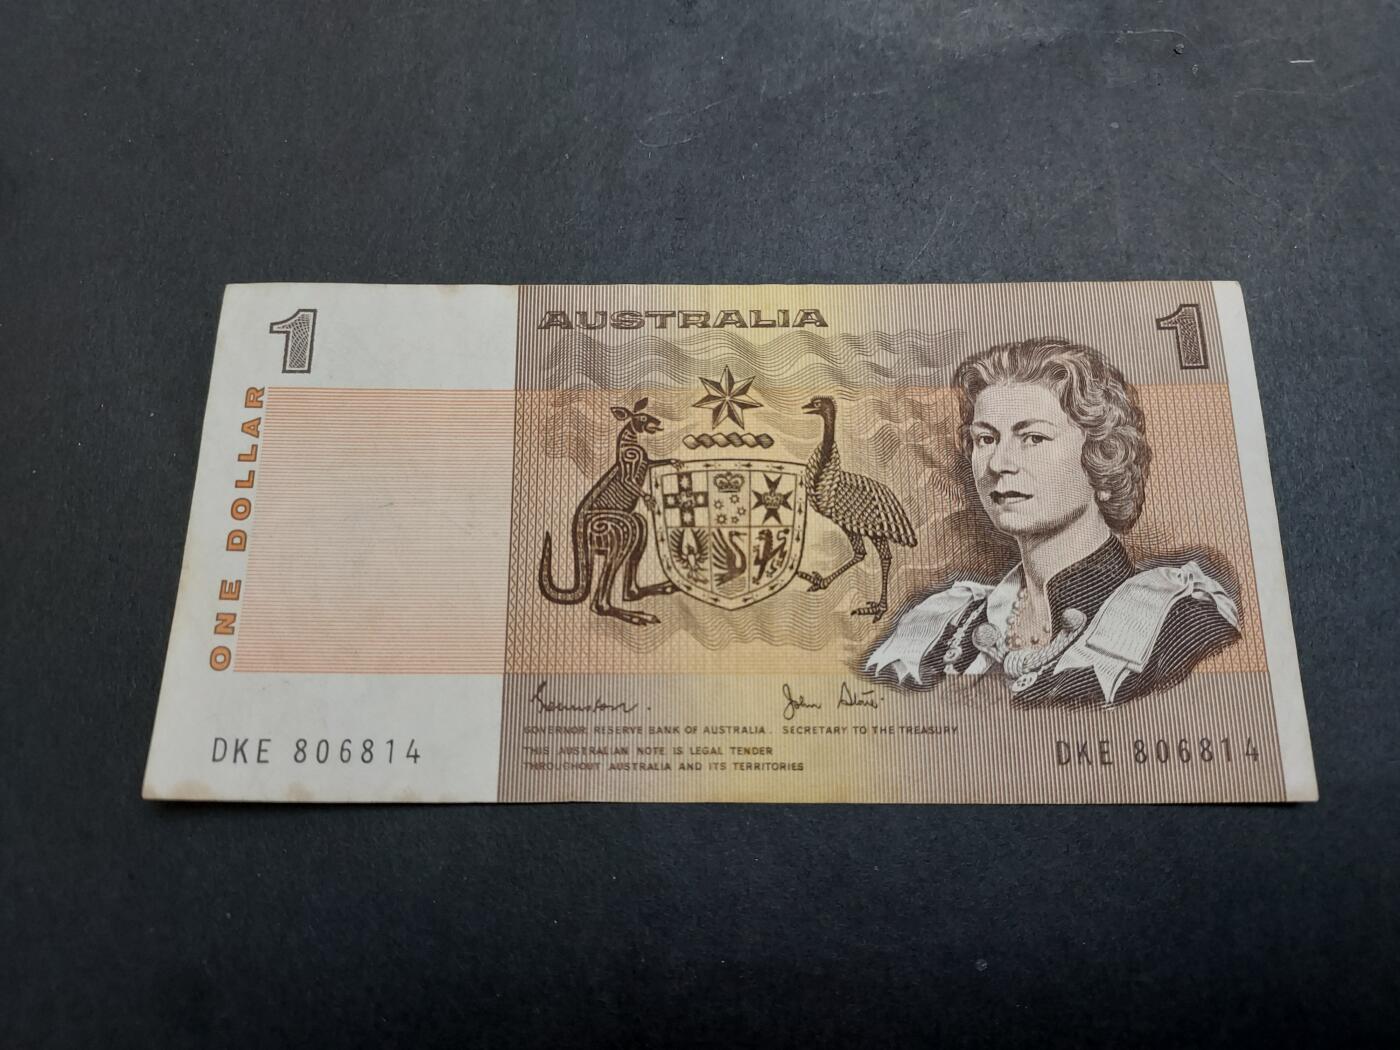 1
AUSTRALIA
1
ONE DOLLAR
John Stone
GOVERNOR, RESERVE BANK OF AUSTRALIA. SECRETARY TO THE TREASURY
THIS AUSTRALIAN NOTE IS LEGAL TENDER
THROUGHOUT AUSTRALIA AND ITS TERRITORIES
DKE 806814
DKE 806814